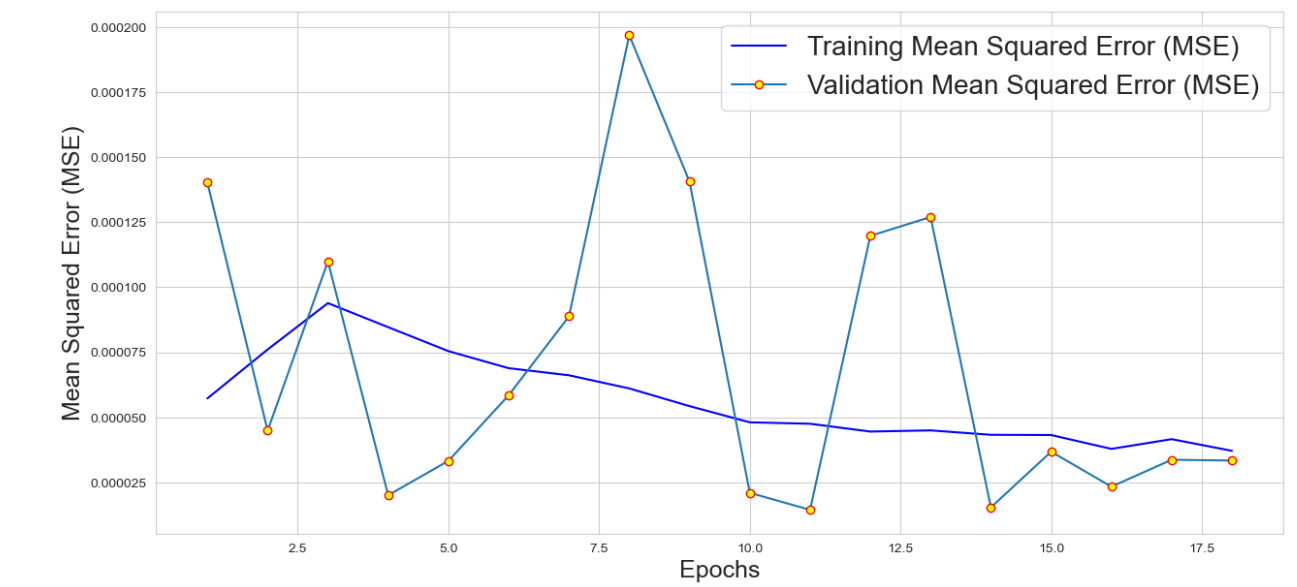 0.000200
0.000175
0.000150
0.000125
0.000100
0.000075
0.000050
0.000025
Mean Squared Error (MSE)
Training Mean Squared Error (MSE)
Validation Mean Squared Error (MSE)
2.5 5.0 7.5 10.0 12.5 15.0 17.5
Epochs